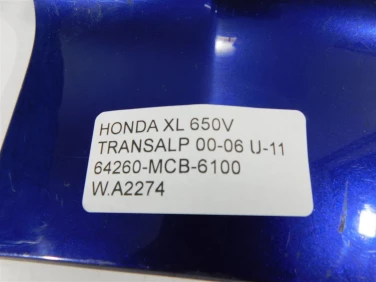 HONDA XL 650V
TRANSALP 00-06 U-11
64260-MCB-6100
W.A2274